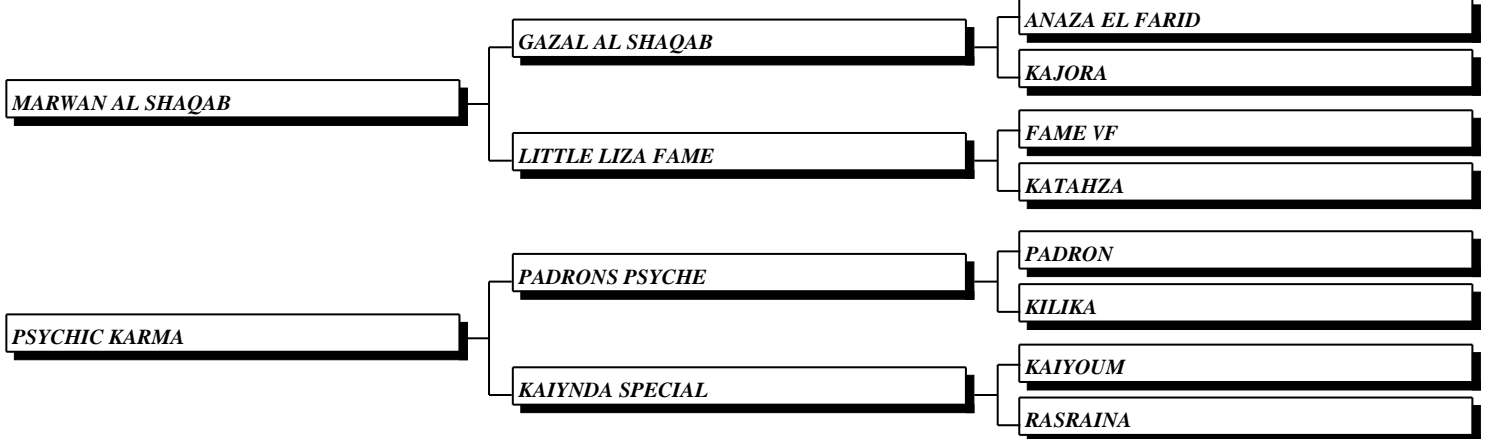 ANAZA EL FARID
GAZAL AL SHAQAB
KAJORA
MARWAN AL SHAQAB
FAME VF
LITTLE LIZA FAME
KATAHZA
PADRON
PADRONS PSYCHE
KILIKA
PSYCHIC KARMA
KAIYOUM
KAIYNDA SPECIAL
RASRAINA